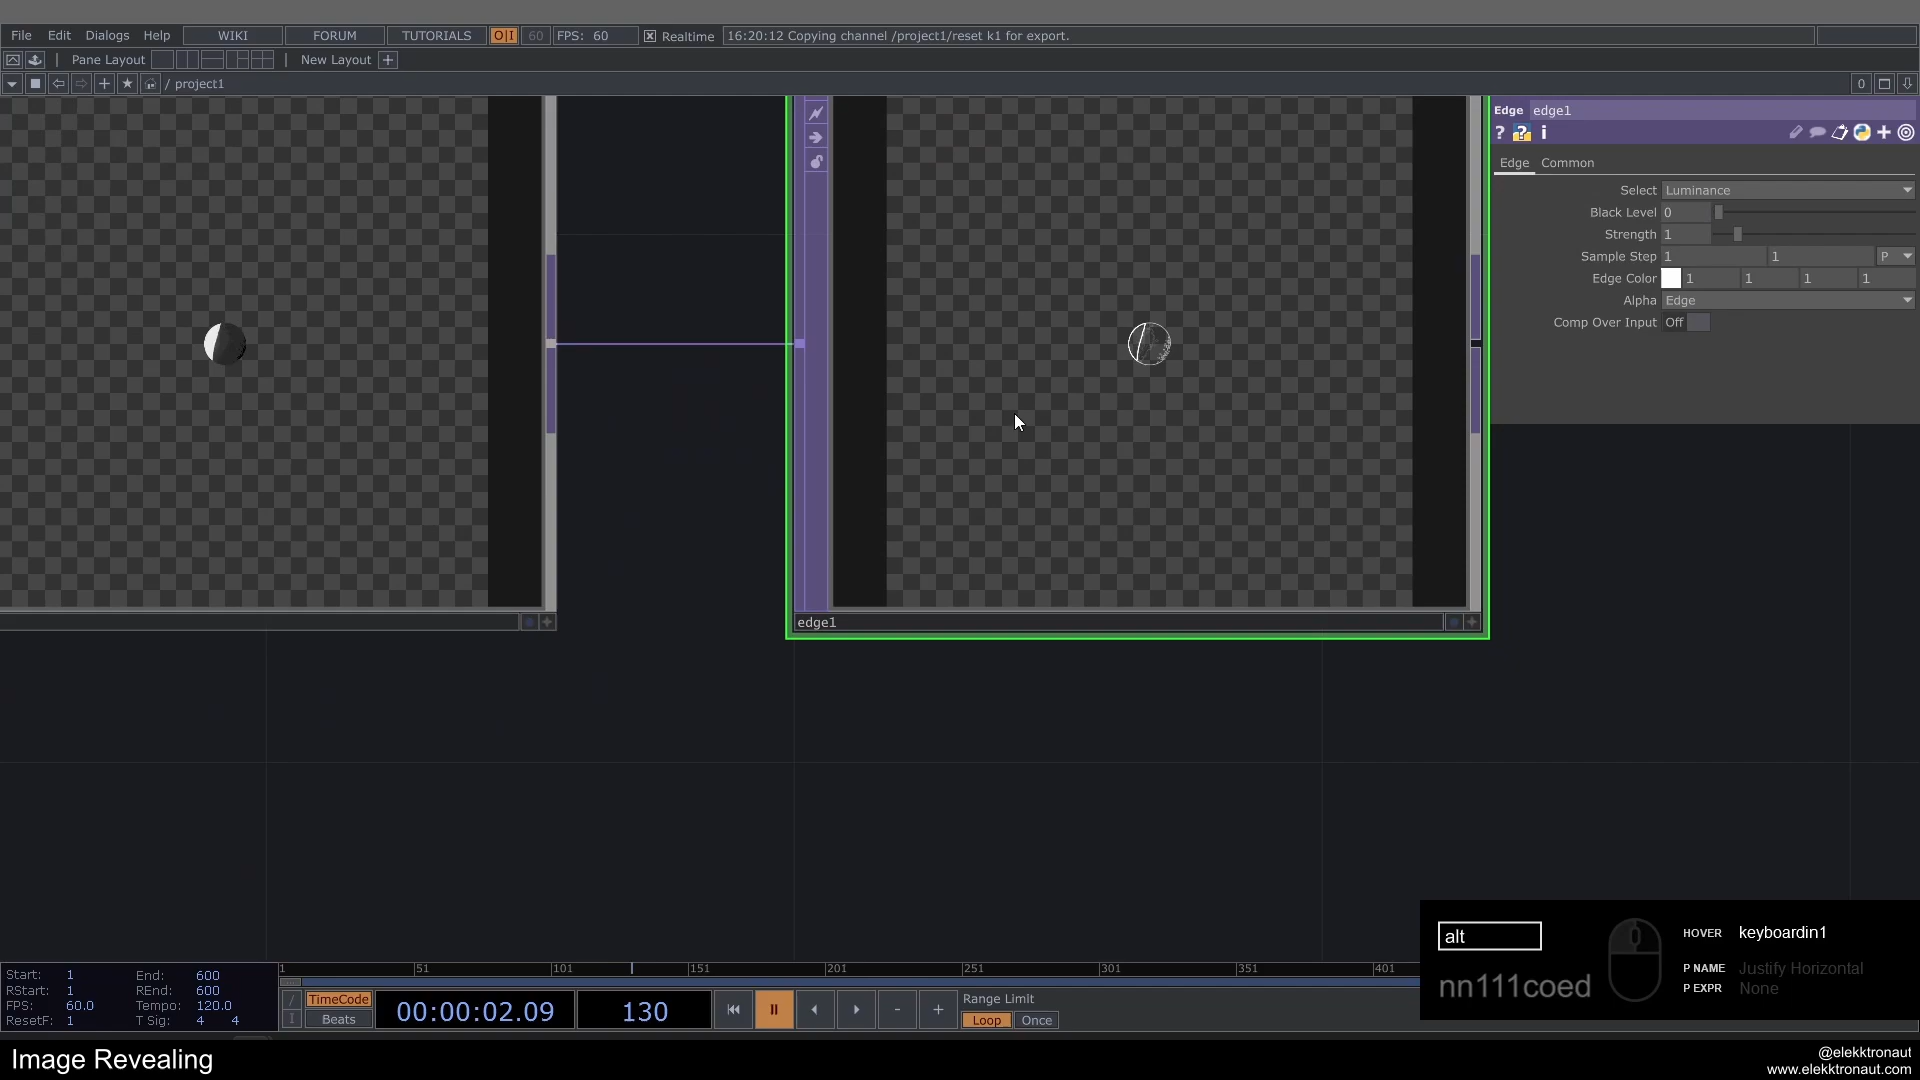 File Edit Dialogs Help WIKI FORUM TUTORIALS O|I 60 FPS: 60 Realtime 16:20:12 Copying channel /project1/reset k1 for export.
Pane Layout New Layout +
/ project1 0
Edge edge1
? ? i
Edge Common
Select Luminance
Black Level 0
Strength 1
Sample Step 1 1 P
Edge Color 1 1 1 1
Alpha Edge
Comp Over Input Off
edge1
alt
nn111coed
HOVER keyboardin1
P NAME Justify Horizontal
P EXPR None
1 51 101 151 201 251 301 351 401
Start: 1 End: 600
RStart: 1 REnd: 600
FPS: 60.0 Tempo: 120.0
ResetF: 1 T Sig: 4 4
TimeCode
Beats
00:00:02.09 130
- +
Range Limit
Loop Once
Image Revealing
@elekktronaut
www.elekktronaut.com